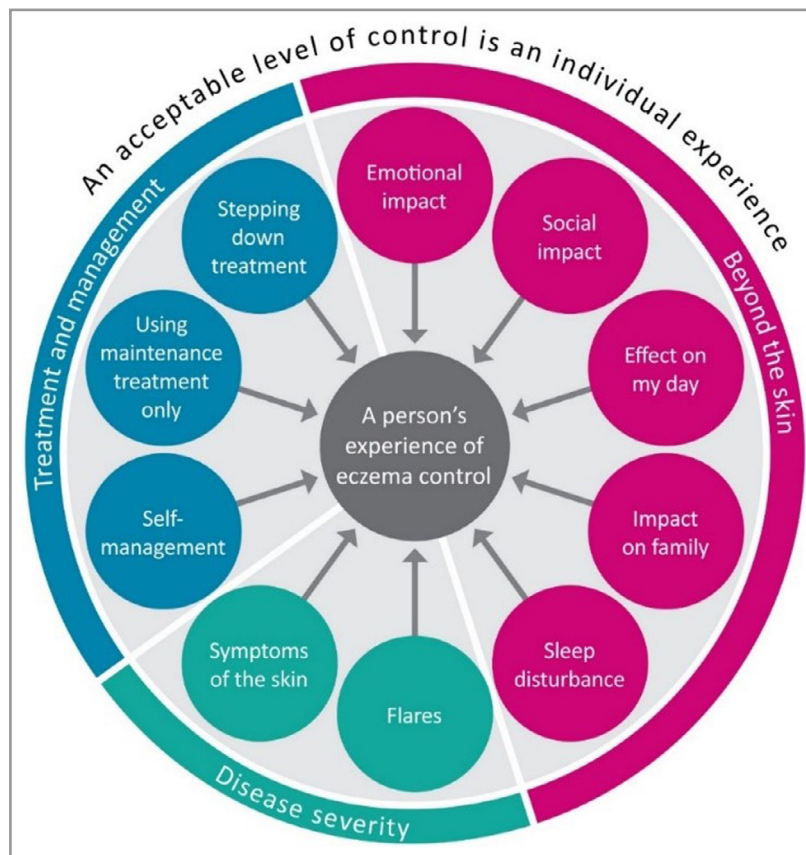 An acceptable level of control is an individual experience
Treatment and management
Beyond the skin
Disease severity
Emotional
impact
Social
impact
Effect on
my day
Impact
on family
Sleep
disturbance
Flares
Symptoms
of the skin
Self-
management
Using
maintenance
treatment
only
Stepping
down
treatment
A person’s
experience of
eczema control